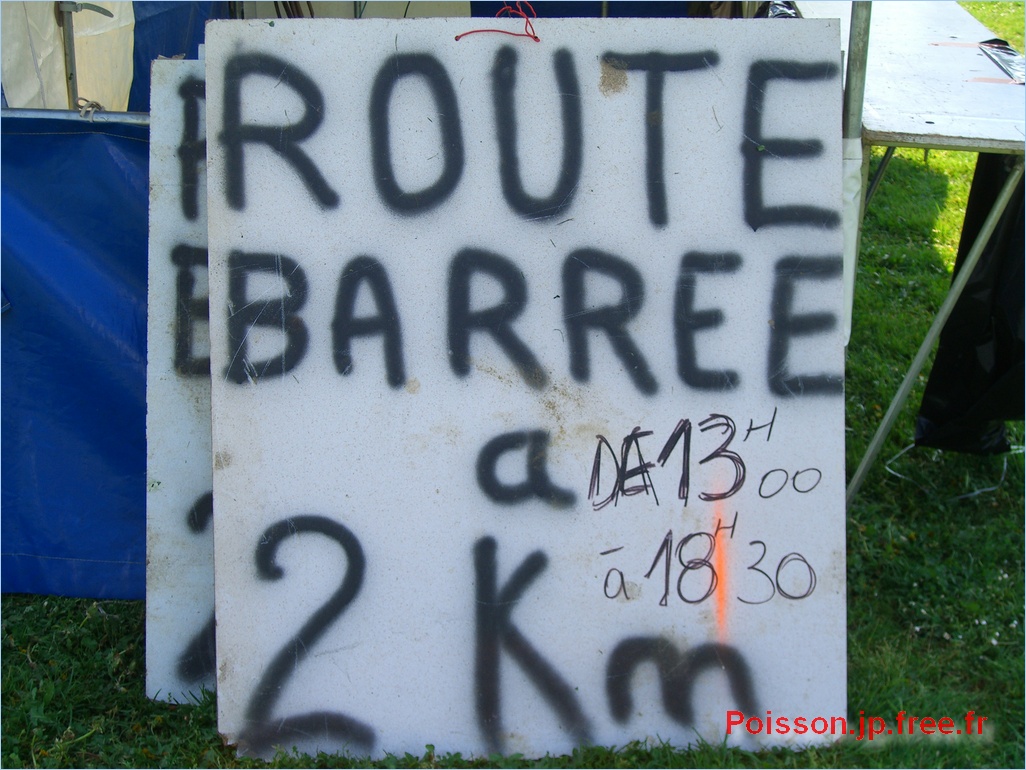 ROUTE
BARREE
a
DE 13H00
à 18H30
2 Km
Poisson.jp.free.fr